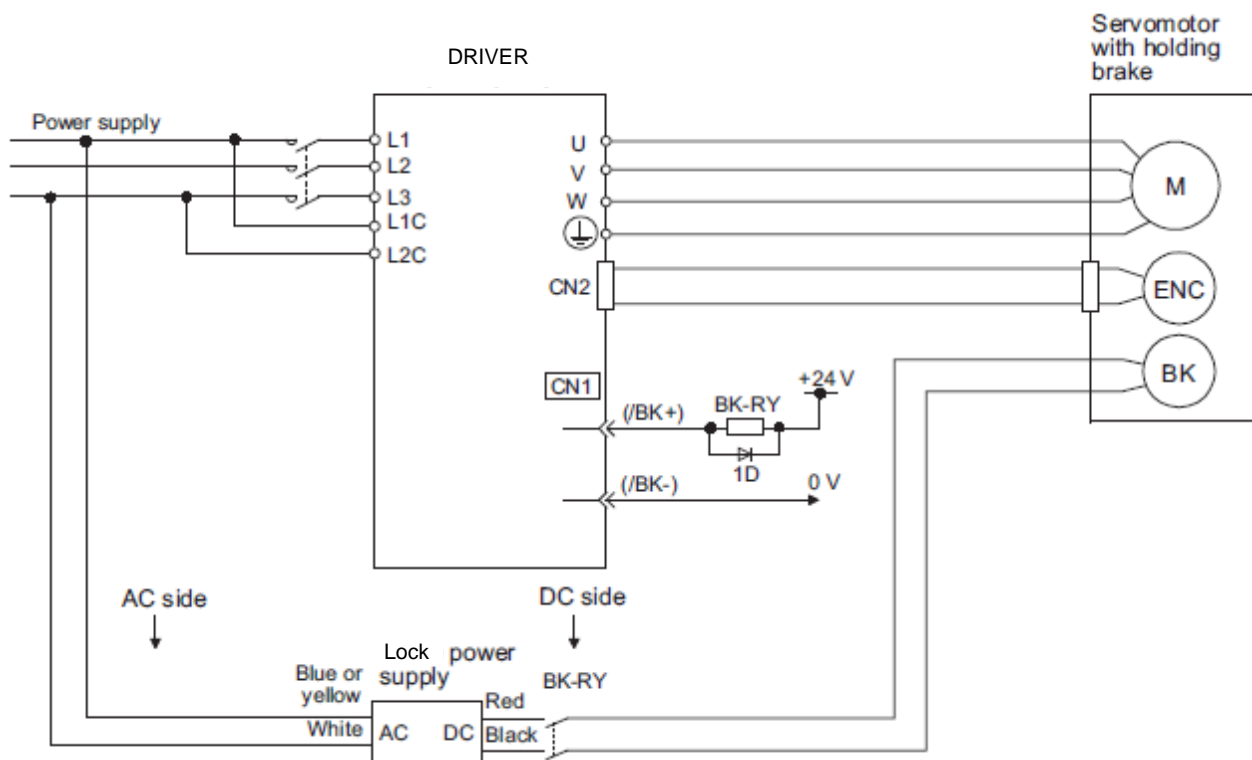 Servomotor
with holding
brake
DRIVER
Power supply
L1
L2
L3
L1C
L2C
U
V
W
M
CN2
ENC
CN1
BK
+24 V
(/BK+)
BK-RY
1D
(/BK-)
0 V
AC side
DC side
Lock power
supply
BK-RY
Blue or
yellow
Red
White
AC
DC
Black